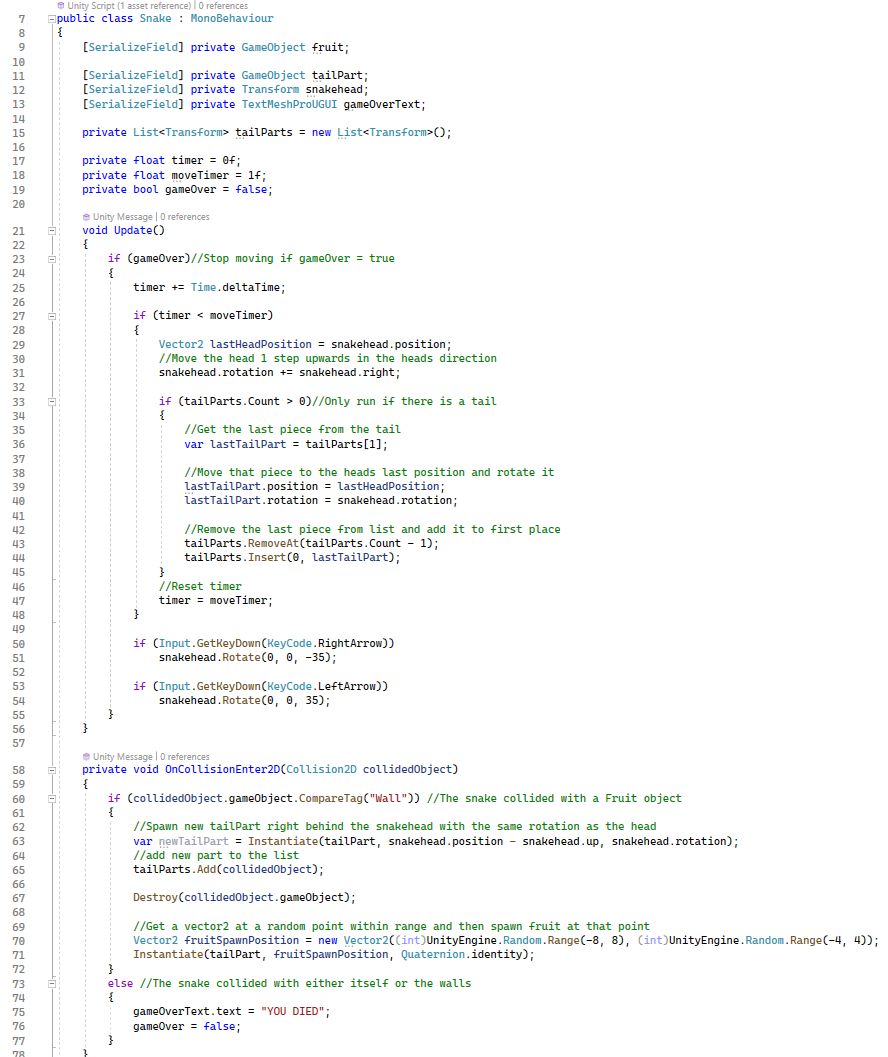 Unity Script (1 asset reference) | 0 references
7 public class Snake : MonoBehaviour
8 {
9 [SerializeField] private GameObject fruit;
10
11 [SerializeField] private GameObject tailPart;
12 [SerializeField] private Transform snakehead;
13 [SerializeField] private TextMeshProUGUI gameOverText;
14
15 private List<Transform> tailParts = new List<Transform>();
16
17 private float timer = 0f;
18 private float moveTimer = 1f;
19 private bool gameOver = false;
20
Unity Message | 0 references
21 void Update()
22 {
23 if (gameOver)//Stop moving if gameOver = true
24 {
25 timer += Time.deltaTime;
26
27 if (timer < moveTimer)
28 {
29 Vector2 lastHeadPosition = snakehead.position;
30 //Move the head 1 step upwards in the heads direction
31 snakehead.rotation += snakehead.right;
32
33 if (tailParts.Count > 0)//Only run if there is a tail
34 {
35 //Get the last piece from the tail
36 var lastTailPart = tailParts[1];
37
38 //Move that piece to the heads last position and rotate it
39 lastTailPart.position = lastHeadPosition;
40 lastTailPart.rotation = snakehead.rotation;
41
42 //Remove the last piece from list and add it to first place
43 tailParts.RemoveAt(tailParts.Count - 1);
44 tailParts.Insert(0, lastTailPart);
45 }
46 //Reset timer
47 timer = moveTimer;
48 }
49
50 if (Input.GetKeyDown(KeyCode.RightArrow))
51 snakehead.Rotate(0, 0, -35);
52
53 if (Input.GetKeyDown(KeyCode.LeftArrow))
54 snakehead.Rotate(0, 0, 35);
55 }
56 }
57
Unity Message | 0 references
58 private void OnCollisionEnter2D(Collision2D collidedObject)
59 {
60 if (collidedObject.gameObject.CompareTag("Wall")) //The snake collided with a Fruit object
61 {
62 //Spawn new tailPart right behind the snakehead with the same rotation as the head
63 var newTailPart = Instantiate(tailPart, snakehead.position - snakehead.up, snakehead.rotation);
64 //add new part to the list
65 tailParts.Add(collidedObject);
66
67 Destroy(collidedObject.gameObject);
68
69 //Get a vector2 at a random point within range and then spawn fruit at that point
70 Vector2 fruitSpawnPosition = new Vector2((int)UnityEngine.Random.Range(-8, 8), (int)UnityEngine.Random.Range(-4, 4));
71 Instantiate(tailPart, fruitSpawnPosition, Quaternion.identity);
72 }
73 else //The snake collided with either itself or the walls
74 {
75 gameOverText.text = "YOU DIED";
76 gameOver = false;
77 }
78 }